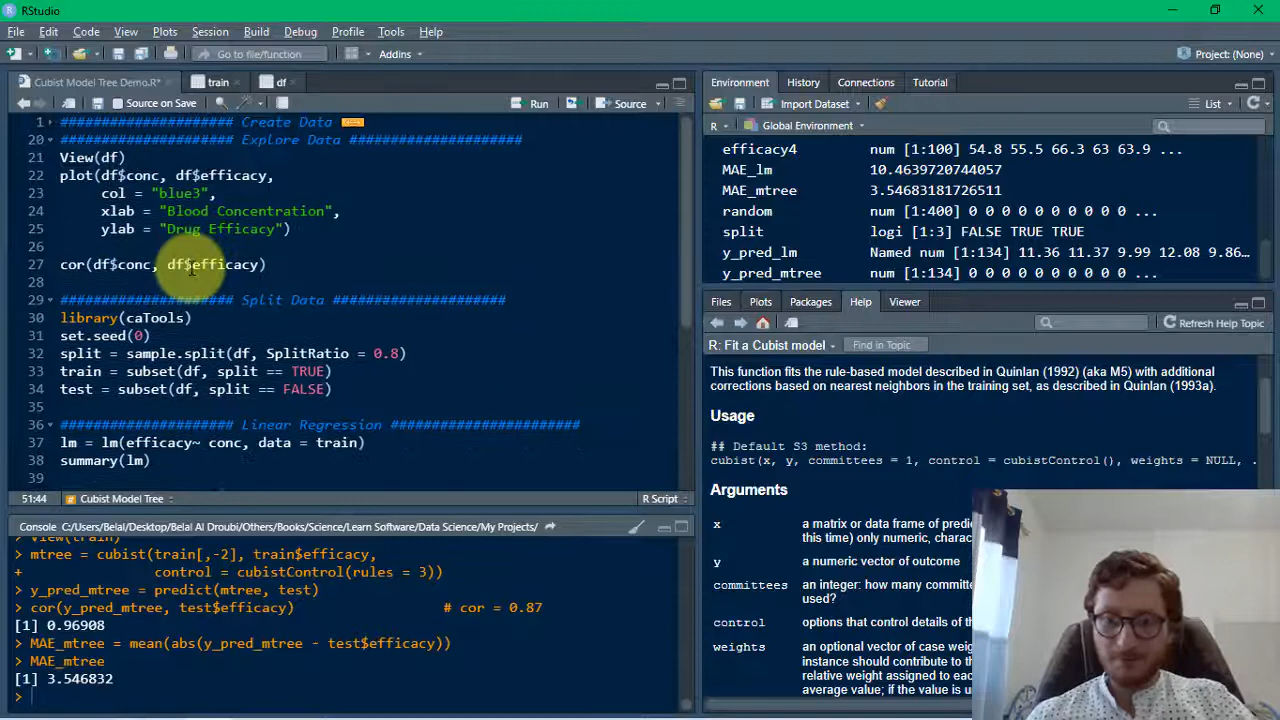 RStudio
File Edit Code View Plots Session Build Debug Profile Tools Help
Go to file/function Addins Project: (None)
Cubist Model Tree Demo.R* train df
Source on Save Run Source
1 ##################### Create Data
20 ##################### Explore Data #####################
21 View(df)
22 plot(df$conc, df$efficacy,
23 col = "blue3",
24 xlab = "Blood Concentration",
25 ylab = "Drug Efficacy")
26
27 cor(df$conc, df$efficacy)
28
29 ##################### Split Data #####################
30 library(caTools)
31 set.seed(0)
32 split = sample.split(df, SplitRatio = 0.8)
33 train = subset(df, split == TRUE)
34 test = subset(df, split == FALSE)
35
36 ##################### Linear Regression #######################
37 lm = lm(efficacy~ conc, data = train)
38 summary(lm)
39
51:44 # Cubist Model Tree R Script
Console C:/Users/Belal/Desktop/Belal Al Droubi/Others/Books/Science/Learn Software/Data Science/My Projects/
> View(train)
> mtree = cubist(train[,-2], train$efficacy,
+ control = cubistControl(rules = 3))
> y_pred_mtree = predict(mtree, test)
> cor(y_pred_mtree, test$efficacy) # cor = 0.87
[1] 0.96908
> MAE_mtree = mean(abs(y_pred_mtree - test$efficacy))
> MAE_mtree
[1] 3.546832
>
Environment History Connections Tutorial
Import Dataset List
R Global Environment
efficacy4 num [1:100] 54.8 55.5 66.3 63 63.9 ...
MAE_lm 10.4639720744057
MAE_mtree 3.54683181726511
random num [1:400] 0 0 0 0 0 0 0 0 0 0 ...
split logi [1:3] FALSE TRUE TRUE
y_pred_lm Named num [1:134] 11.36 11.37 9.99 12.08 9.86...
y_pred_mtree num [1:134] 0 0 0 0 0 0 0 0 0 0 ...
Files Plots Packages Help Viewer
Refresh Help Topic
R: Fit a Cubist model Find in Topic
This function fits the rule-based model described in Quinlan (1992) (aka M5) with additional
corrections based on nearest neighbors in the training set, as described in Quinlan (1993a).
Usage
## Default S3 method:
cubist(x, y, committees = 1, control = cubistControl(), weights = NULL, .
Arguments
x a matrix or data frame of predic
this time) only numeric, charac
y a numeric vector of outcome
committees an integer: how many committe
used?
control options that control details of the
weights an optional vector of case weig
instance should contribute to th
relative weight assigned to eac
average value; if the value is u